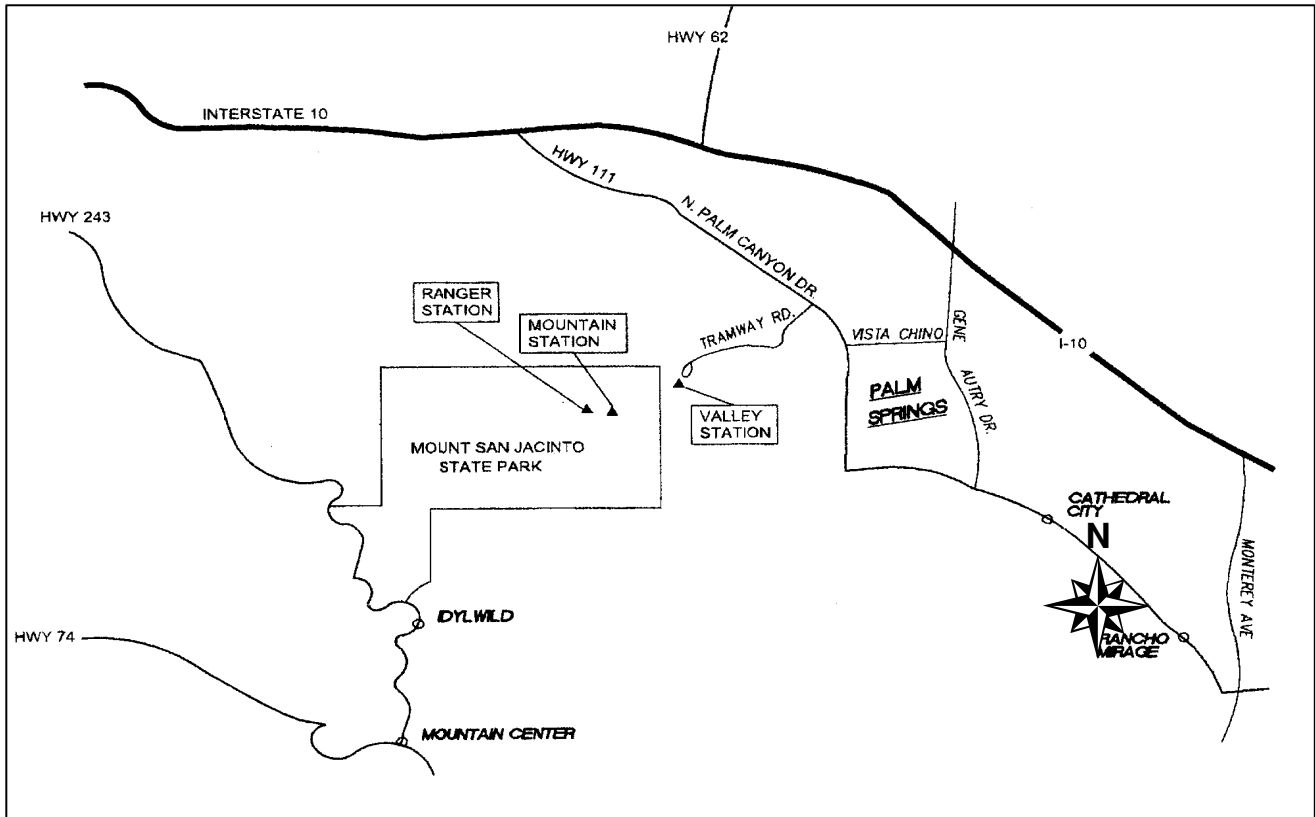 HWY 62
INTERSTATE 10
HWY 111
HWY 243
N. PALM CANYON DR.
RANGER
STATION
MOUNTAIN
STATION
TRAMWAY RD.
VISTA CHINO
GENE
AUTRY DR.
I-10
PALM
SPRINGS
VALLEY
STATION
MOUNT SAN JACINTO
STATE PARK
CATHEDRAL
CITY
N
MONTEREY AVE
IDYLWILD
HWY 74
RANCHO
MIRAGE
MOUNTAIN CENTER